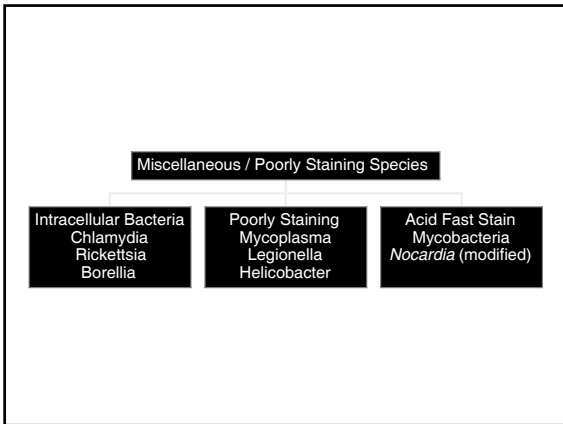 Miscellaneous / Poorly Staining Species
Intracellular Bacteria
Chlamydia
Rickettsia
Borellia
Poorly Staining
Mycoplasma
Legionella
Helicobacter
Acid Fast Stain
Mycobacteria
Nocardia (modified)